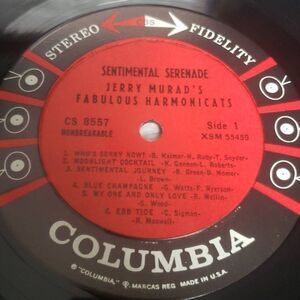 STEREO CBS FIDELITY
SENTIMENTAL SERENADE
JERRY MURAD'S
FABULOUS HARMONICATS
CS 8557
NONBREAKABLE
Side 1
XSM 55459
1. WHO'S SORRY NOW? -B. Kalmar-H. Ruby-T. Snyder
2. MOONLIGHT COCKTAIL -K. Gannon-L. Roberts
3. SENTIMENTAL JOURNEY -B. Green-B. Homer-
L. Brown-
4. BLUE CHAMPAGNE -G. Watts-F. Ryerson
5. MY ONE AND ONLY LOVE -R. Mellin-
G. Wood-
6. EBB TIDE -C. Sigman-
R. Maxwell-
COLUMBIA
® "COLUMBIA," MARCAS REG. MADE IN U.S.A.